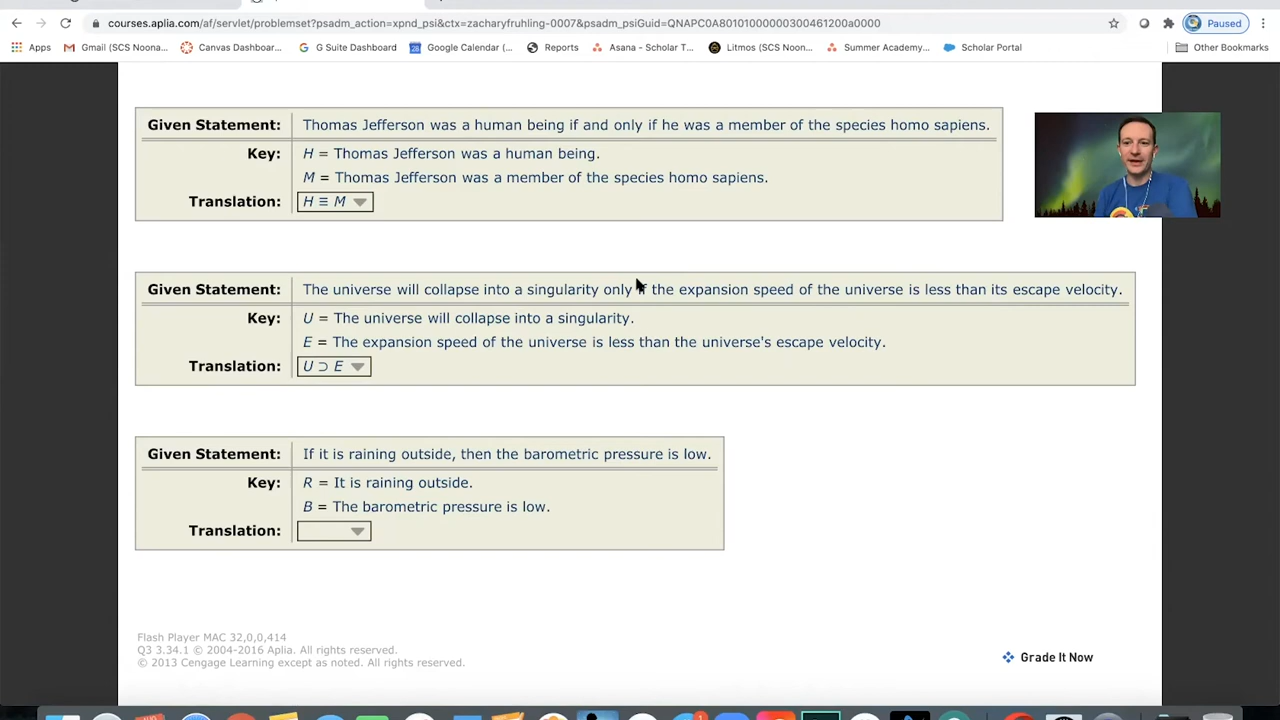 courses.aplia.com/af/servlet/problemset?psadm_action=xpnd_psi&ctx=zacharyfruhling-0007&psadm_psiGuid=QNAPC0A80101000000300461200a0000
Paused
Apps Gmail (SCS Noona... Canvas Dashboar... G Suite Dashboard Google Calendar (... Reports Asana - Scholar T... Litmos (SCS Noon... Summer Academy... Scholar Portal Other Bookmarks
Given Statement: Thomas Jefferson was a human being if and only if he was a member of the species homo sapiens.
Key: H = Thomas Jefferson was a human being.
M = Thomas Jefferson was a member of the species homo sapiens.
Translation: H ≡ M
Given Statement: The universe will collapse into a singularity only if the expansion speed of the universe is less than its escape velocity.
Key: U = The universe will collapse into a singularity.
E = The expansion speed of the universe is less than the universe's escape velocity.
Translation: U ⊃ E
Given Statement: If it is raining outside, then the barometric pressure is low.
Key: R = It is raining outside.
B = The barometric pressure is low.
Translation:
Flash Player MAC 32,0,0,414
Q3 3.34.1 © 2004-2016 Aplia. All rights reserved.
© 2013 Cengage Learning except as noted. All rights reserved.
Grade It Now